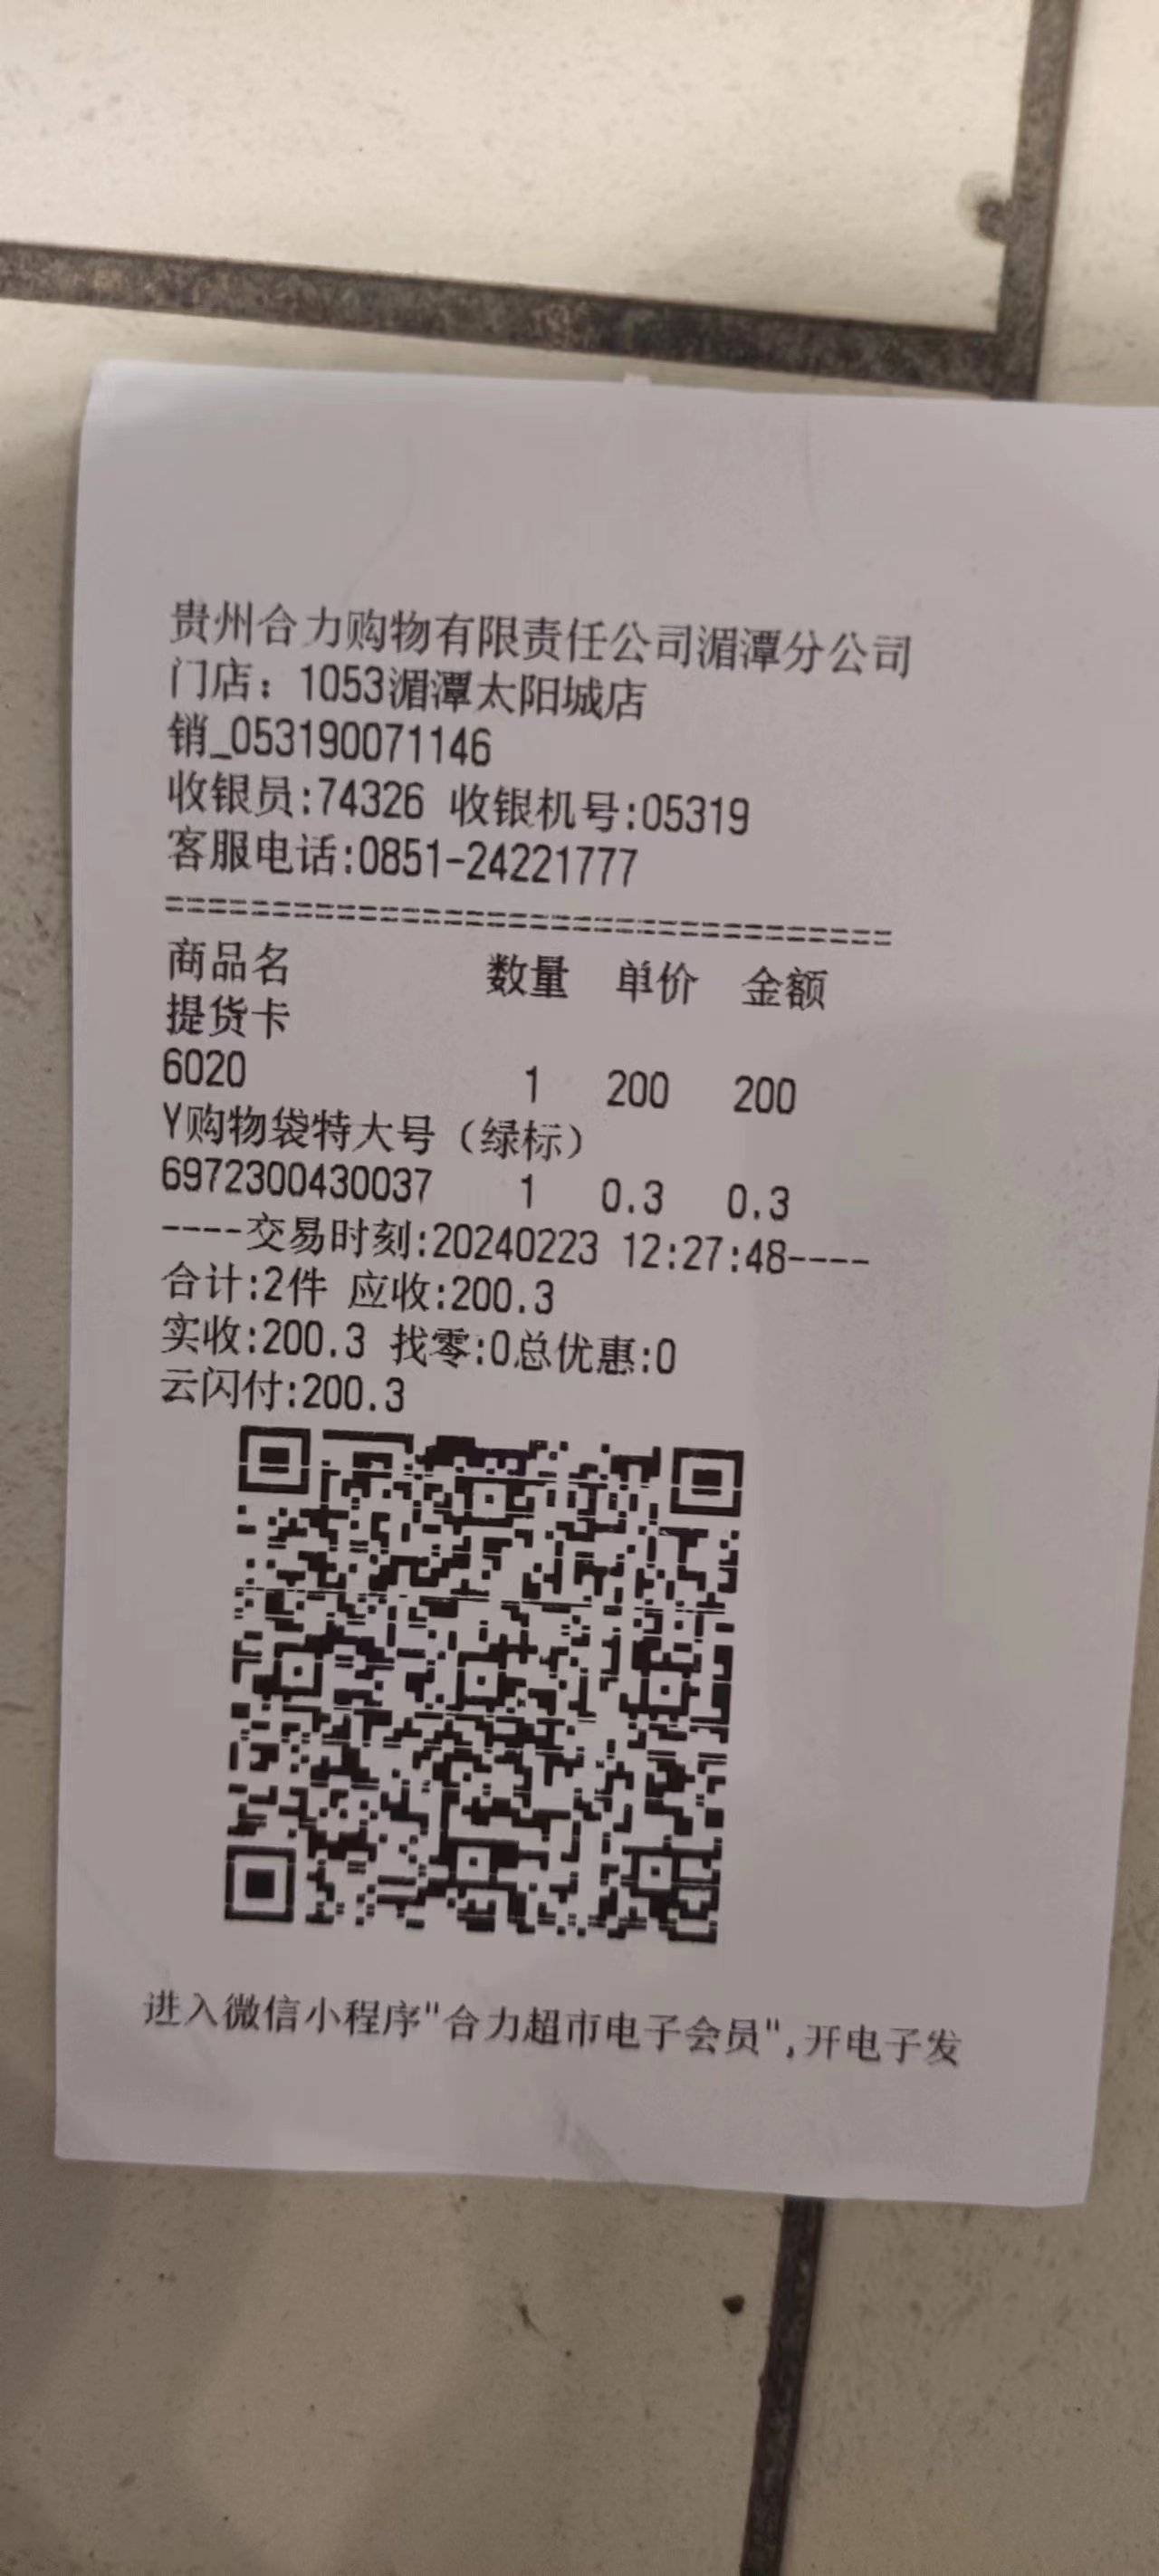 贵州合力购物有限责任公司湄潭分公司
门店：1053湄潭太阳城店
销_053190071146
收银员:74326 收银机号:05319
客服电话:0851-24221777
===================================
商品名 数量 单价 金额
提货卡
6020 1 200 200
Y购物袋特大号（绿标）
6972300430037 1 0.3 0.3
----交易时刻:20240223 12:27:48----
合计:2件 应收:200.3
实收:200.3 找零:0总优惠:0
云闪付:200.3
进入微信小程序"合力超市电子会员",开电子发